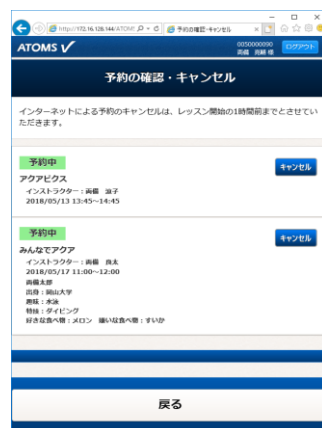 http://172.16.128.144/ATOMS
予約の確認・キャンセル
ATOMS
0050000000
ログアウト
予約の確認・キャンセル
インターネットによる予約のキャンセルは、レッスン開始の1時間前までとさせていただきます。
予約中
キャンセル
アクアビクス
インストラクター:両備 涼子
2018/05/13 13:45~14:45
予約中
キャンセル
みんなでアクア
インストラクター:両備 良太
2018/05/17 11:00~12:00
両備太郎
出身:岡山大学
趣味:水泳
特技:ダイビング
好きな食べ物:メロン 嫌いな食べ物:すいか
戻る